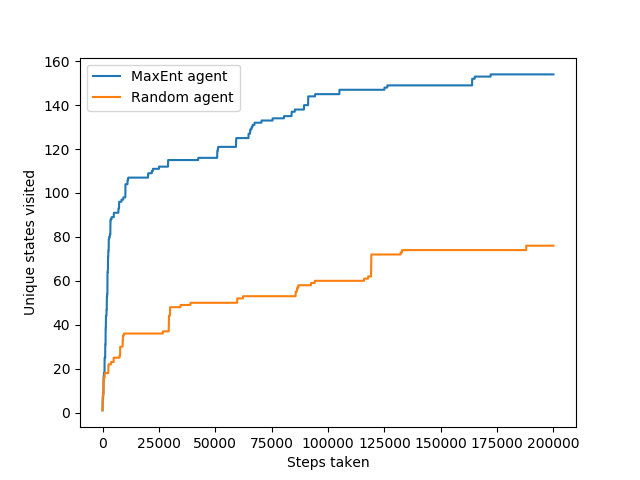 MaxEnt agent
Random agent
Unique states visited
160
140
120
100
80
60
40
20
0
0 25000 50000 75000 100000 125000 150000 175000 200000
Steps taken